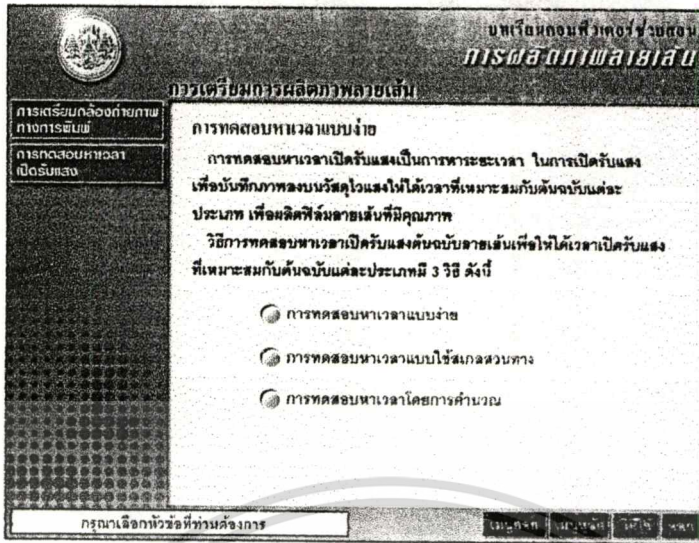 บทเรียนคอมพิวเตอร์ช่วยสอน
การผลิตภาพลายเส้น
การเตรียมการผลิตภาพลายเส้น
การเตรียมกล้องถ่ายภาพ
ทางการพิมพ์
การทดสอบหาเวลา
เปิดรับแสง
การทดสอบหาเวลาแบบง่าย
การทดสอบหาเวลาเปิดรับแสงเป็นการหาระยะเวลา ในการเปิดรับแสง
เพื่อบันทึกภาพลงบนวัสดุไวแสงให้ได้เวลาที่เหมาะสมกับต้นฉบับแต่ละ
ประเภท เพื่อผลิตฟิล์มลายเส้นที่มีคุณภาพ
วิธีการทดสอบหาเวลาเปิดรับแสงต้นฉบับลายเส้นเพื่อให้ได้เวลาเปิดรับแสง
ที่เหมาะสมกับต้นฉบับแต่ละประเภทมี 3 วิธี ดังนี้
การทดสอบหาเวลาแบบง่าย
การทดสอบหาเวลาแบบใช้สเกลสวนทาง
การทดสอบหาเวลาโดยการคำนวณ
กรุณาเลือกหัวข้อที่ท่านต้องการ
เมนูหลัก